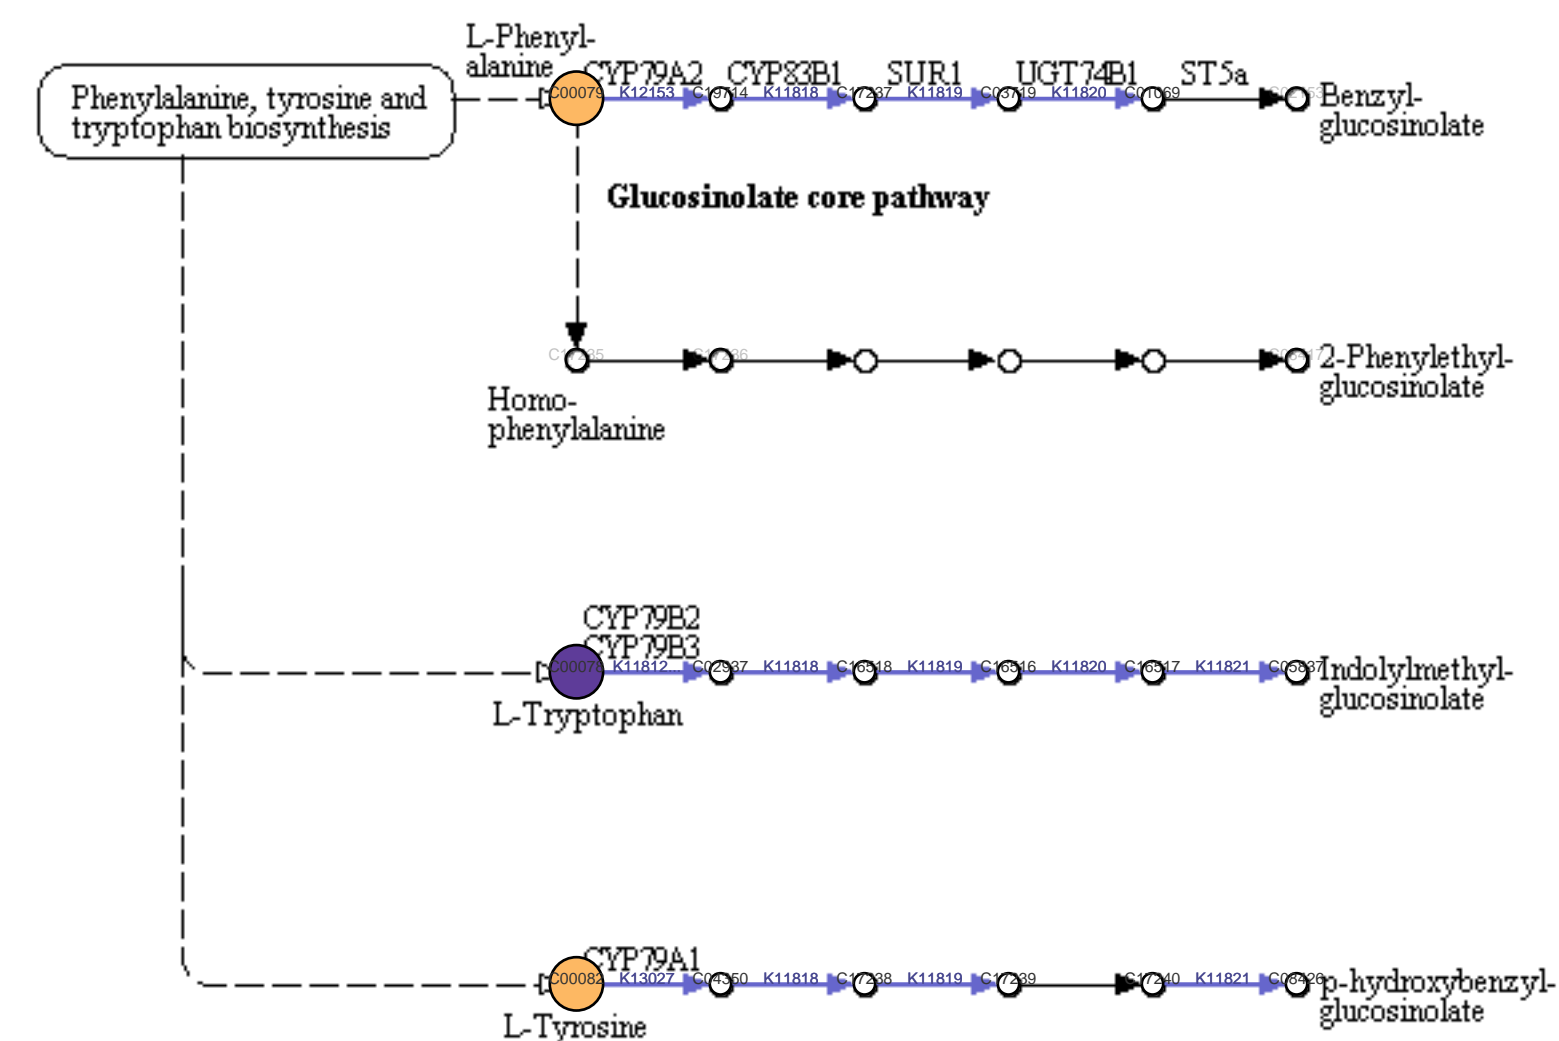 L-Phenyl-
alanine
CYP79A2 CYP83B1 SUR1 UGT74B1 ST5a
Phenylalanine, tyrosine and
tryptophan biosynthesis
C00079 K12153 C19714 K11818 C17237 K11819 C03719 K11820 C01069
Benzyl-
glucosinolate
Glucosinolate core pathway
C17235 C17236
2-Phenylethyl-
glucosinolate
Homo-
phenylalanine
CYP79B2
CYP79B3
C00078 K11812... C02937 K11818 C16518 K11819 C16516 K11820 C16517 K11821 C05837
Indolylmethyl-
glucosinolate
L-Tryptophan
CYP79A1
C00082 K13027 C04350 K11818 C17238 K11819 C17239 C17240 K11821 C08426
p-hydroxybenzyl-
glucosinolate
L-Tyrosine